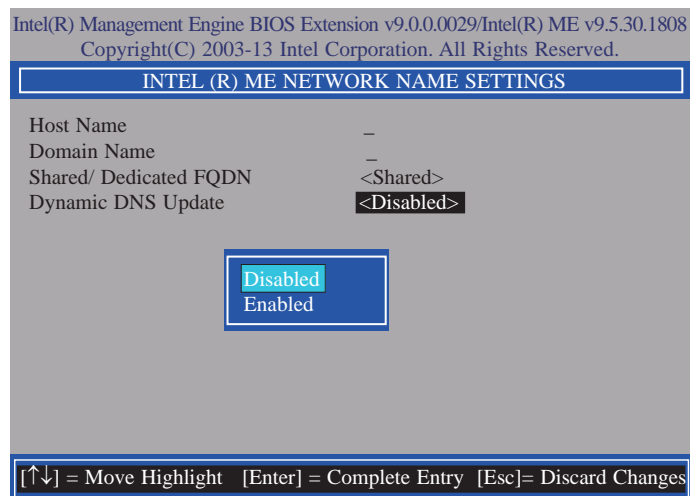 Intel(R) Management Engine BIOS Extension v9.0.0.0029/Intel(R) ME v9.5.30.1808
Copyright(C) 2003-13 Intel Corporation. All Rights Reserved.
INTEL (R) ME NETWORK NAME SETTINGS
Host Name _
Domain Name _
Shared/ Dedicated FQDN <Shared>
Dynamic DNS Update <Disabled>
Disabled
Enabled
[↑↓] = Move Highlight [Enter] = Complete Entry [Esc]= Discard Changes